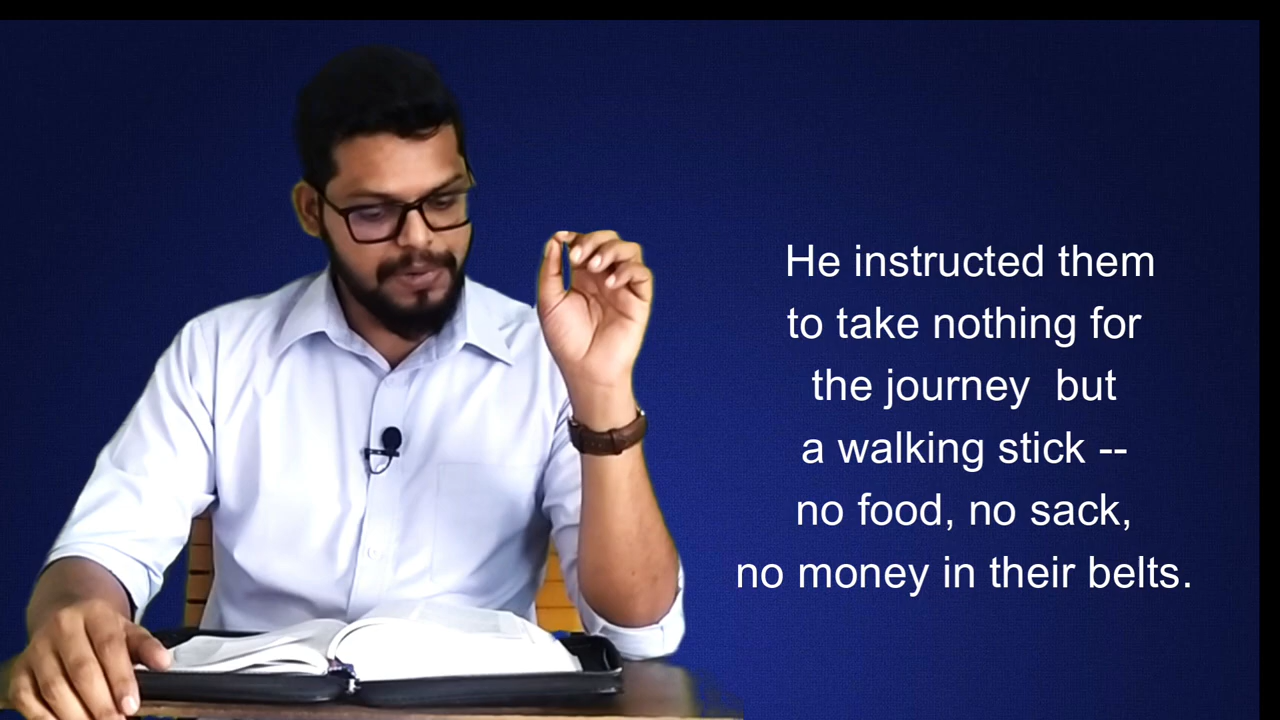 He instructed them
to take nothing for
the journey  but
a walking stick --
no food, no sack,
no money in their belts.